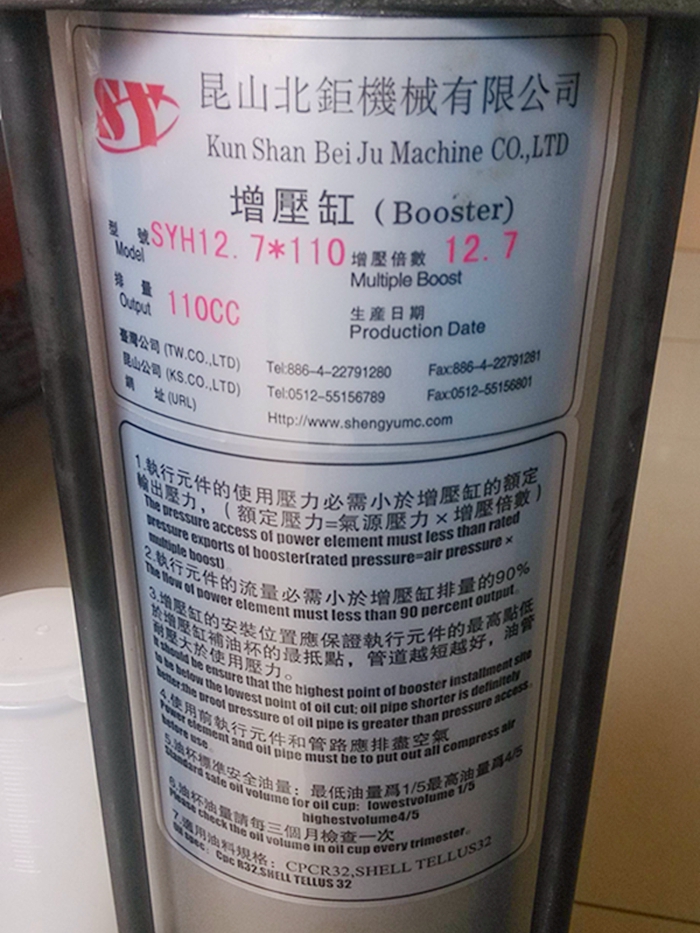 SY
昆山北鉅機械有限公司
Kun Shan Bei Ju Machine CO.,LTD
增壓缸 (Booster)
型號 SYH12.7*110 增壓倍數 12.7
Model Multiple Boost
排量 110CC 生産日期
Output Production Date
臺灣公司 (TW.CO.,LTD) Tel:886-4-22791280 Fax:886-4-22791281
昆山公司 (KS.CO.,LTD) Tel:0512-55156789 Fax:0512-55156801
網址 (URL) Http://www.shengyumc.com
1.執行元件的使用壓力必需小於增壓缸的額定
輸出壓力，（額定壓力=氣源壓力×增壓倍數）
The pressure access of power element must less than rated
pressure exports of booster(rated pressure=air pressure ×
multiple boost)。
2.執行元件的流量必需小於增壓缸排量的90%
The flow of power element must less than 90 percent output。
3.增壓缸的安裝位置應保證執行元件的最高點低
於增壓缸補油杯的最抵點，管道越短越好，油管
耐壓大於使用壓力。
It should be ensure that the highest point of booster installment site
to be below the lowest point of oil cut; oil pipe shorter is definitely
better,the prool pressure of oil pipe is greater than pressure access。
4.使用前執行元件和管路應排盡空氣
Power element and oil pipe must be to put out all compress air
before use。
5.油杯標準安全油量：最低油量爲1/5最高油量爲4/5
Standard safe oil volume for oil cup: lowestvolume 1/5
highestvolume4/5
6.油杯油量請每三個月檢查一次
Please check the oil volume in oil cup every trimester。
7.適用油料規格：CPCR32,SHELL TELLUS32
Oil spec：Cpc R32,SHELL TELLUS 32